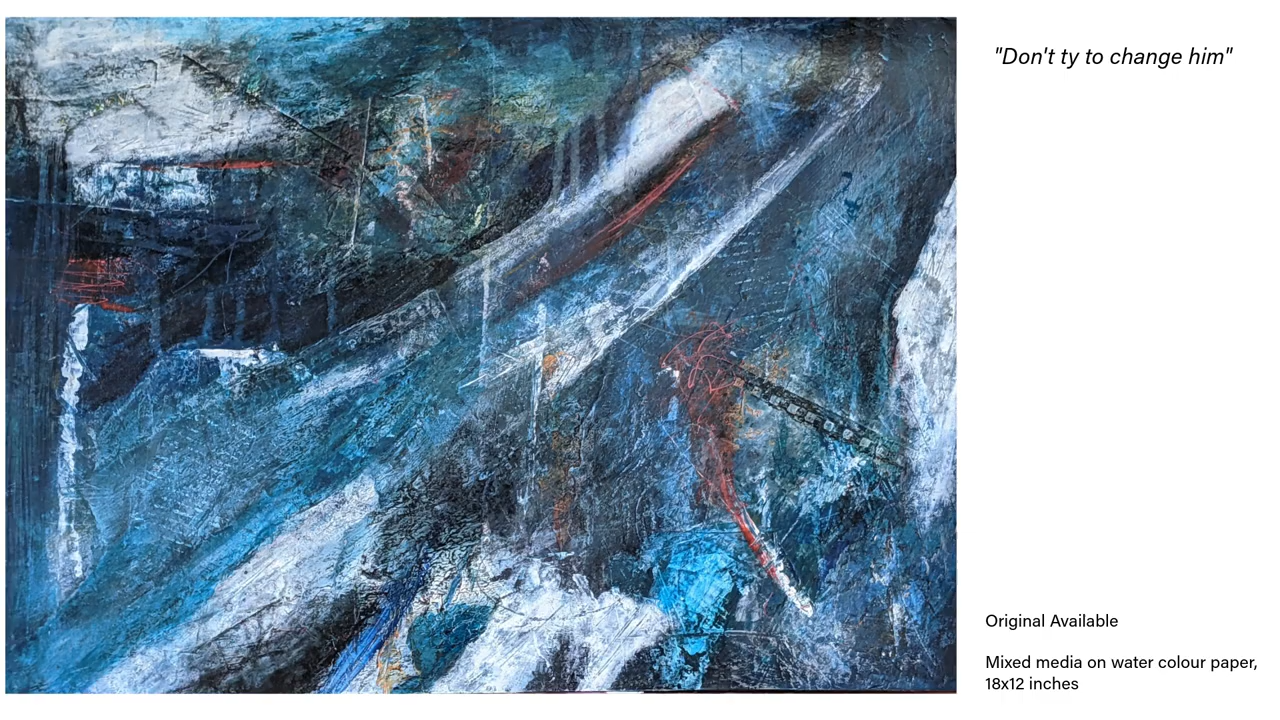 "Don't ty to change him"
Original Available
Mixed media on water colour paper,
18x12 inches